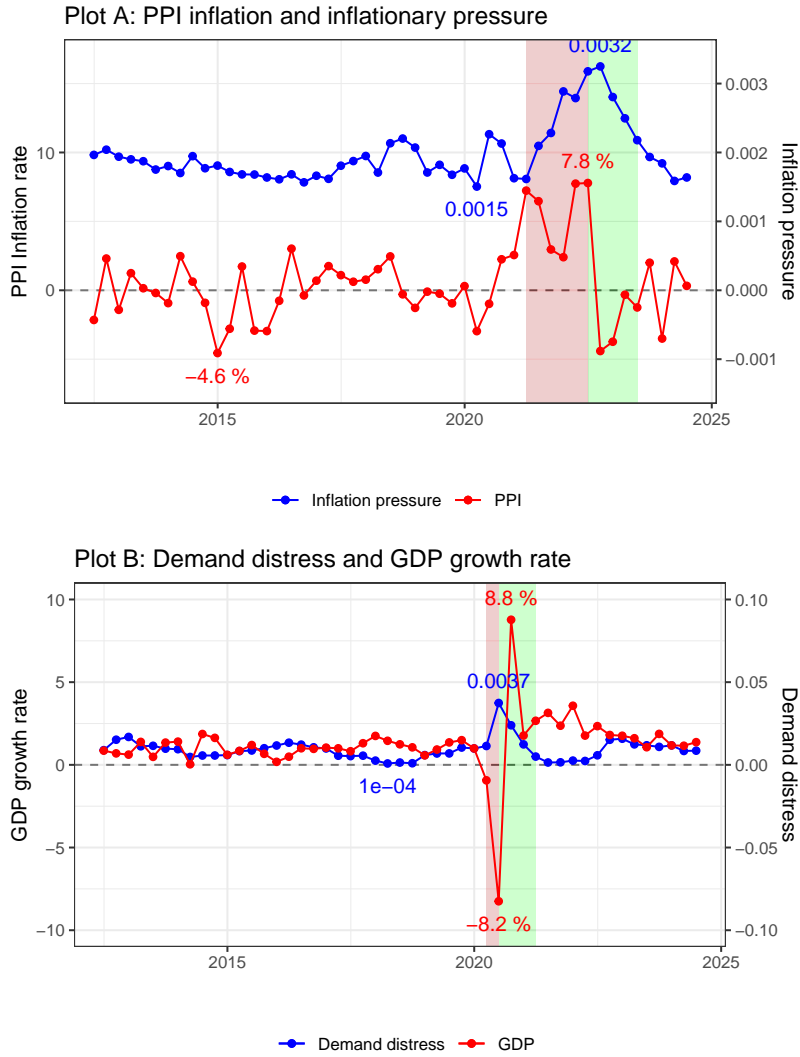 Plot A: PPI inflation and inflationary pressure
PPI Inflation rate
10
0
0.0032
7.8 %
0.0015
−4.6 %
0.003
0.002
0.001
0.000
−0.001
Inflation pressure
2015
2020
2025
Inflation pressure
PPI
Plot B: Demand distress and GDP growth rate
GDP growth rate
10
5
0
−5
−10
8.8 %
0.0037
1e−04
−8.2 %
0.10
0.05
0.00
−0.05
−0.10
Demand distress
2015
2020
2025
Demand distress
GDP